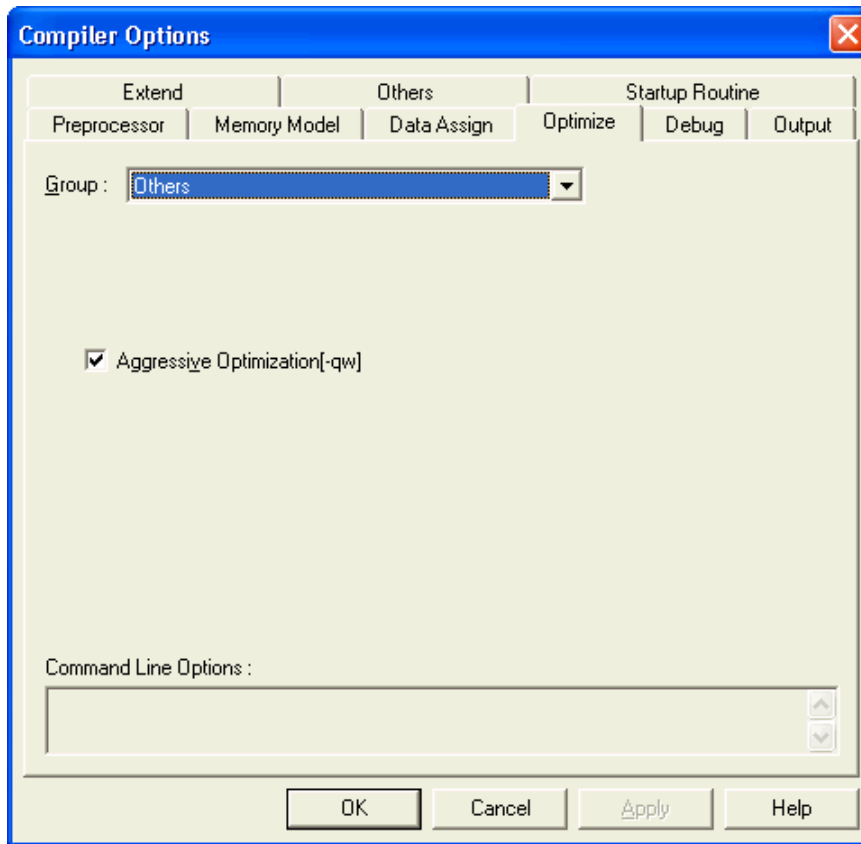 Compiler Options
Extend Others Startup Routine
Preprocessor Memory Model Data Assign Optimize Debug Output
Group : Others
Aggressive Optimization[-qw]
Command Line Options :
OK Cancel Apply Help